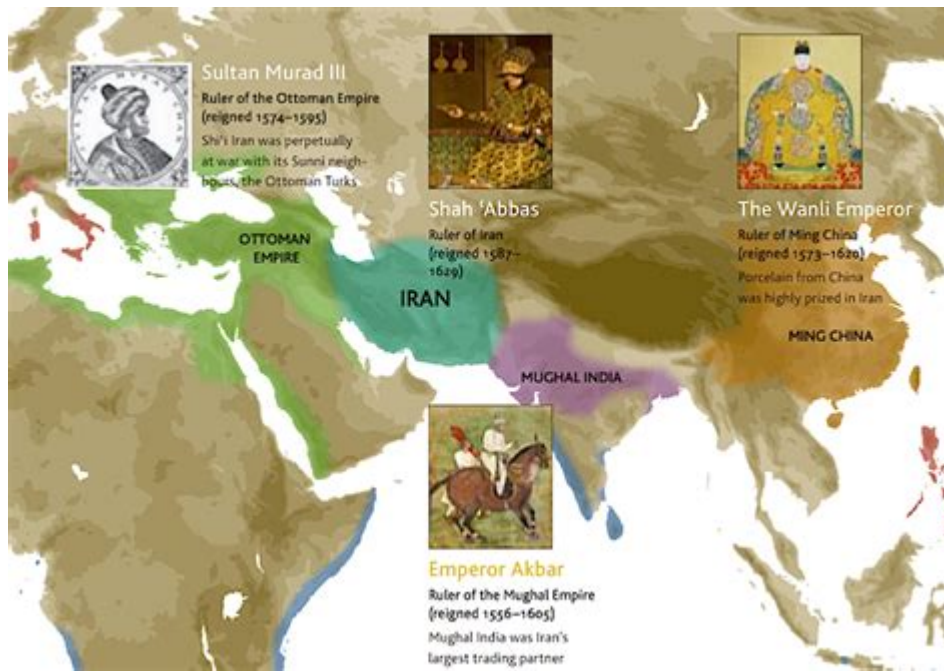 Sultan Murad III
Ruler of the Ottoman Empire
(reigned 1574–1595)
Shi'i Iran was perpetually
at war with its Sunni neigh-
bours, the Ottoman Turks
Shah 'Abbas
Ruler of Iran
(reigned 1587–
1629)
The Wanli Emperor
Ruler of Ming China
(reigned 1573–1620)
Porcelain from China
was highly prized in Iran
OTTOMAN
EMPIRE
IRAN
MUGHAL INDIA
MING CHINA
Emperor Akbar
Ruler of the Mughal Empire
(reigned 1556–1605)
Mughal India was Iran's
largest trading partner